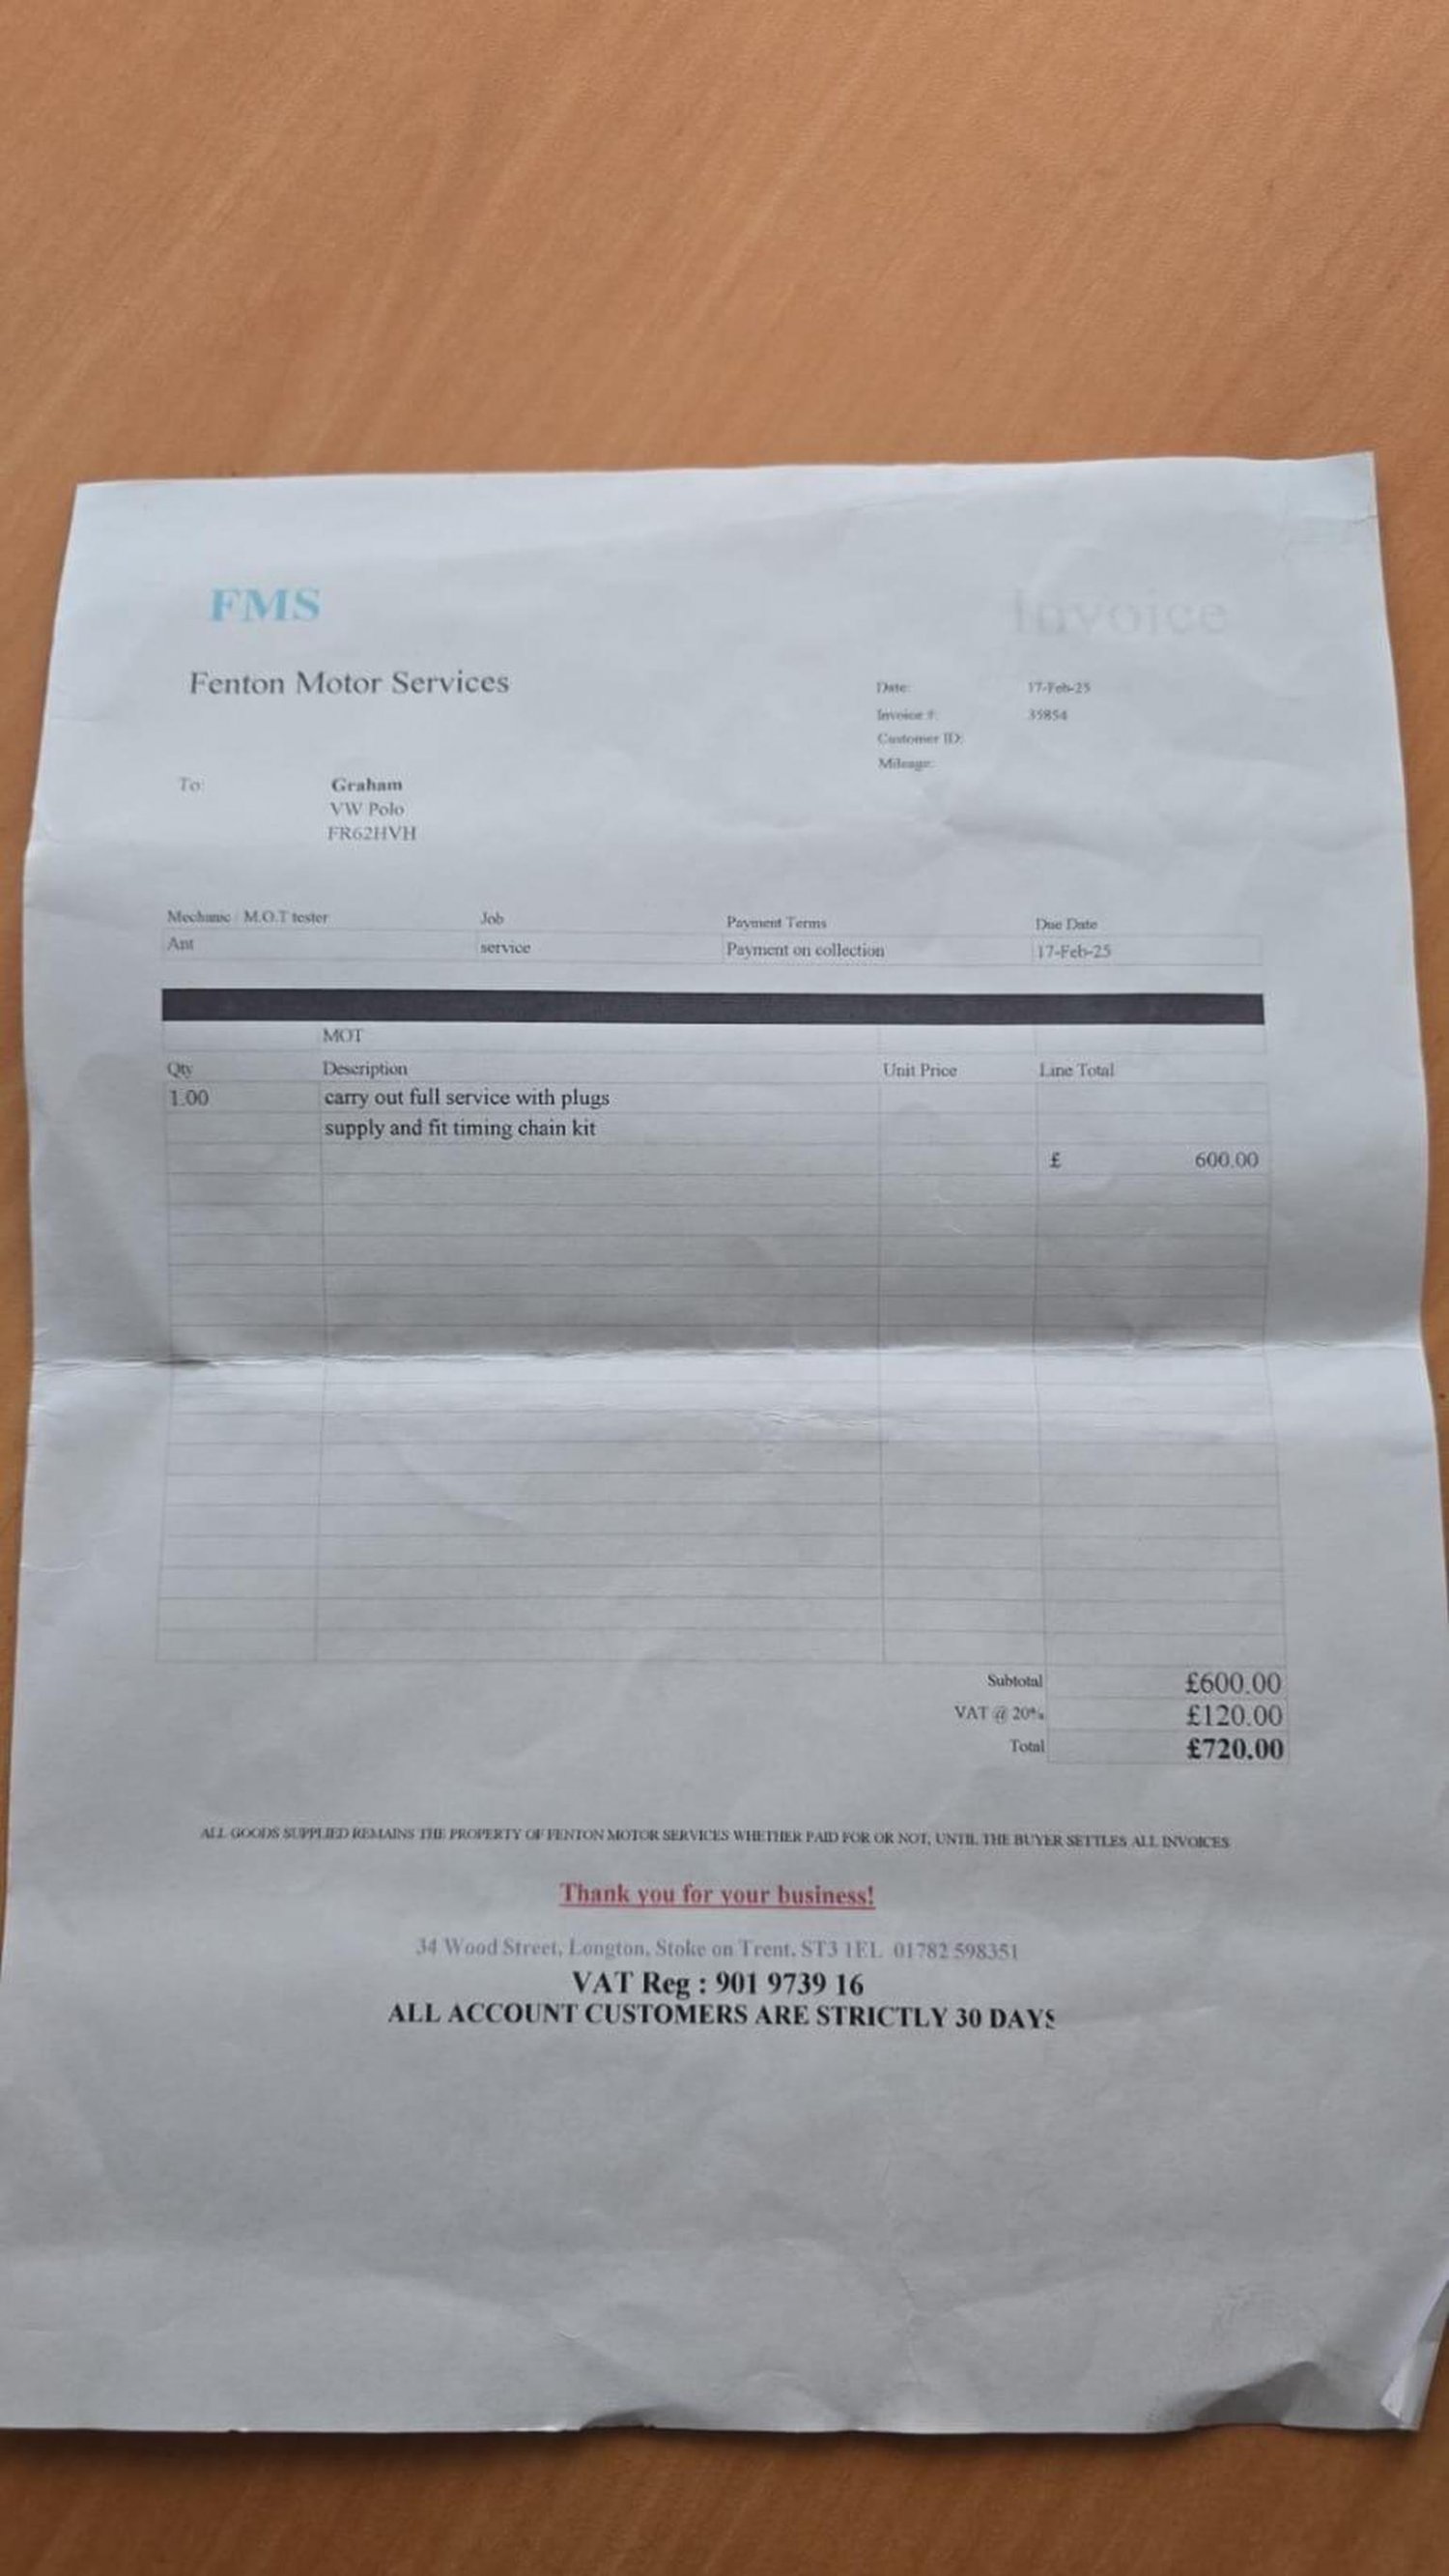 FMS
Invoice
Fenton Motor Services
Date: 17-Feb-25
Invoice #: 35854
Customer ID:
Mileage:
To: Graham
VW Polo
FR62HVH
Mechanic / M.O.T tester Job Payment Terms Due Date
Ant service Payment on collection 17-Feb-25
MOT
Qty Description Unit Price Line Total
1.00 carry out full service with plugs
supply and fit timing chain kit
£ 600.00
Subtotal £600.00
VAT @ 20% £120.00
Total £720.00
ALL GOODS SUPPLIED REMAINS THE PROPERTY OF FENTON MOTOR SERVICES WHETHER PAID FOR OR NOT, UNTIL THE BUYER SETTLES ALL INVOICES
Thank you for your business!
34 Wood Street, Longton, Stoke on Trent. ST3 1EL 01782 598351
VAT Reg : 901 9739 16
ALL ACCOUNT CUSTOMERS ARE STRICTLY 30 DAYS